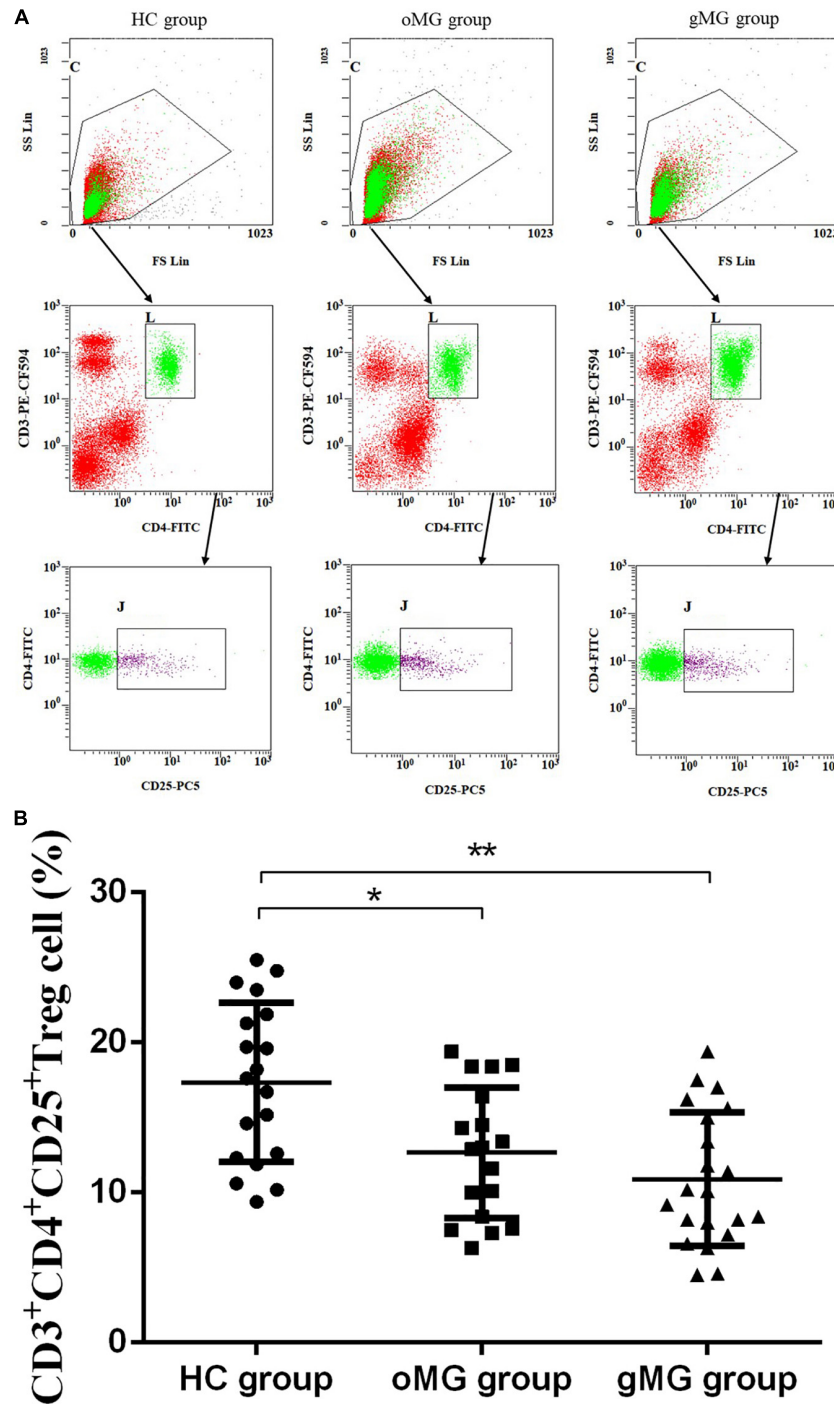 A
HC group
oMG group
gMG group
1023
C
SS Lin
0
0
1023
FS Lin
1023
C
SS Lin
0
0
1023
FS Lin
1023
C
SS Lin
0
0
1023
FS Lin
10³
10²
10¹
10⁰
L
CD3-PE-CF594
10⁰ 10¹ 10² 10³
CD4-FITC
10³
10²
10¹
10⁰
L
CD3-PE-CF594
10⁰ 10¹ 10² 10³
CD4-FITC
10³
10²
10¹
10⁰
L
CD3-PE-CF594
10⁰ 10¹ 10² 10³
CD4-FITC
10³
10²
10¹
10⁰
J
CD4-FITC
10⁰ 10¹ 10² 10³
CD25-PC5
10³
10²
10¹
10⁰
J
CD4-FITC
10⁰ 10¹ 10² 10³
CD25-PC5
10³
10²
10¹
10⁰
J
CD4-FITC
10⁰ 10¹ 10² 10³
CD25-PC5
B
CD3⁺CD4⁺CD25⁺Treg cell (%)
30
20
10
0
**
*
HC group
oMG group
gMG group